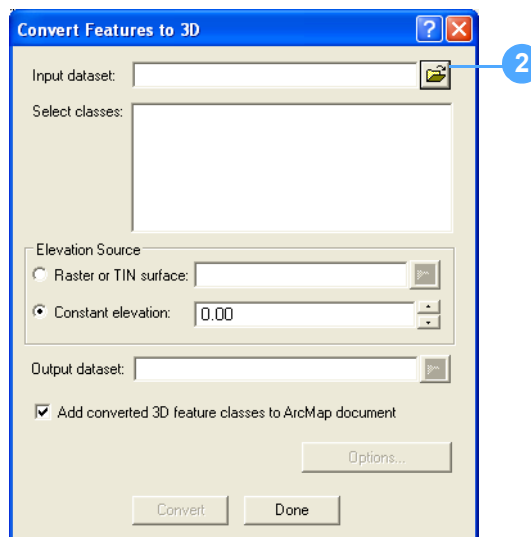 Convert Features to 3D
?
Input dataset:
2
Select classes:
Elevation Source
Raster or TIN surface:
Constant elevation: 0.00
Output dataset:
Add converted 3D feature classes to ArcMap document
Options...
Convert Done